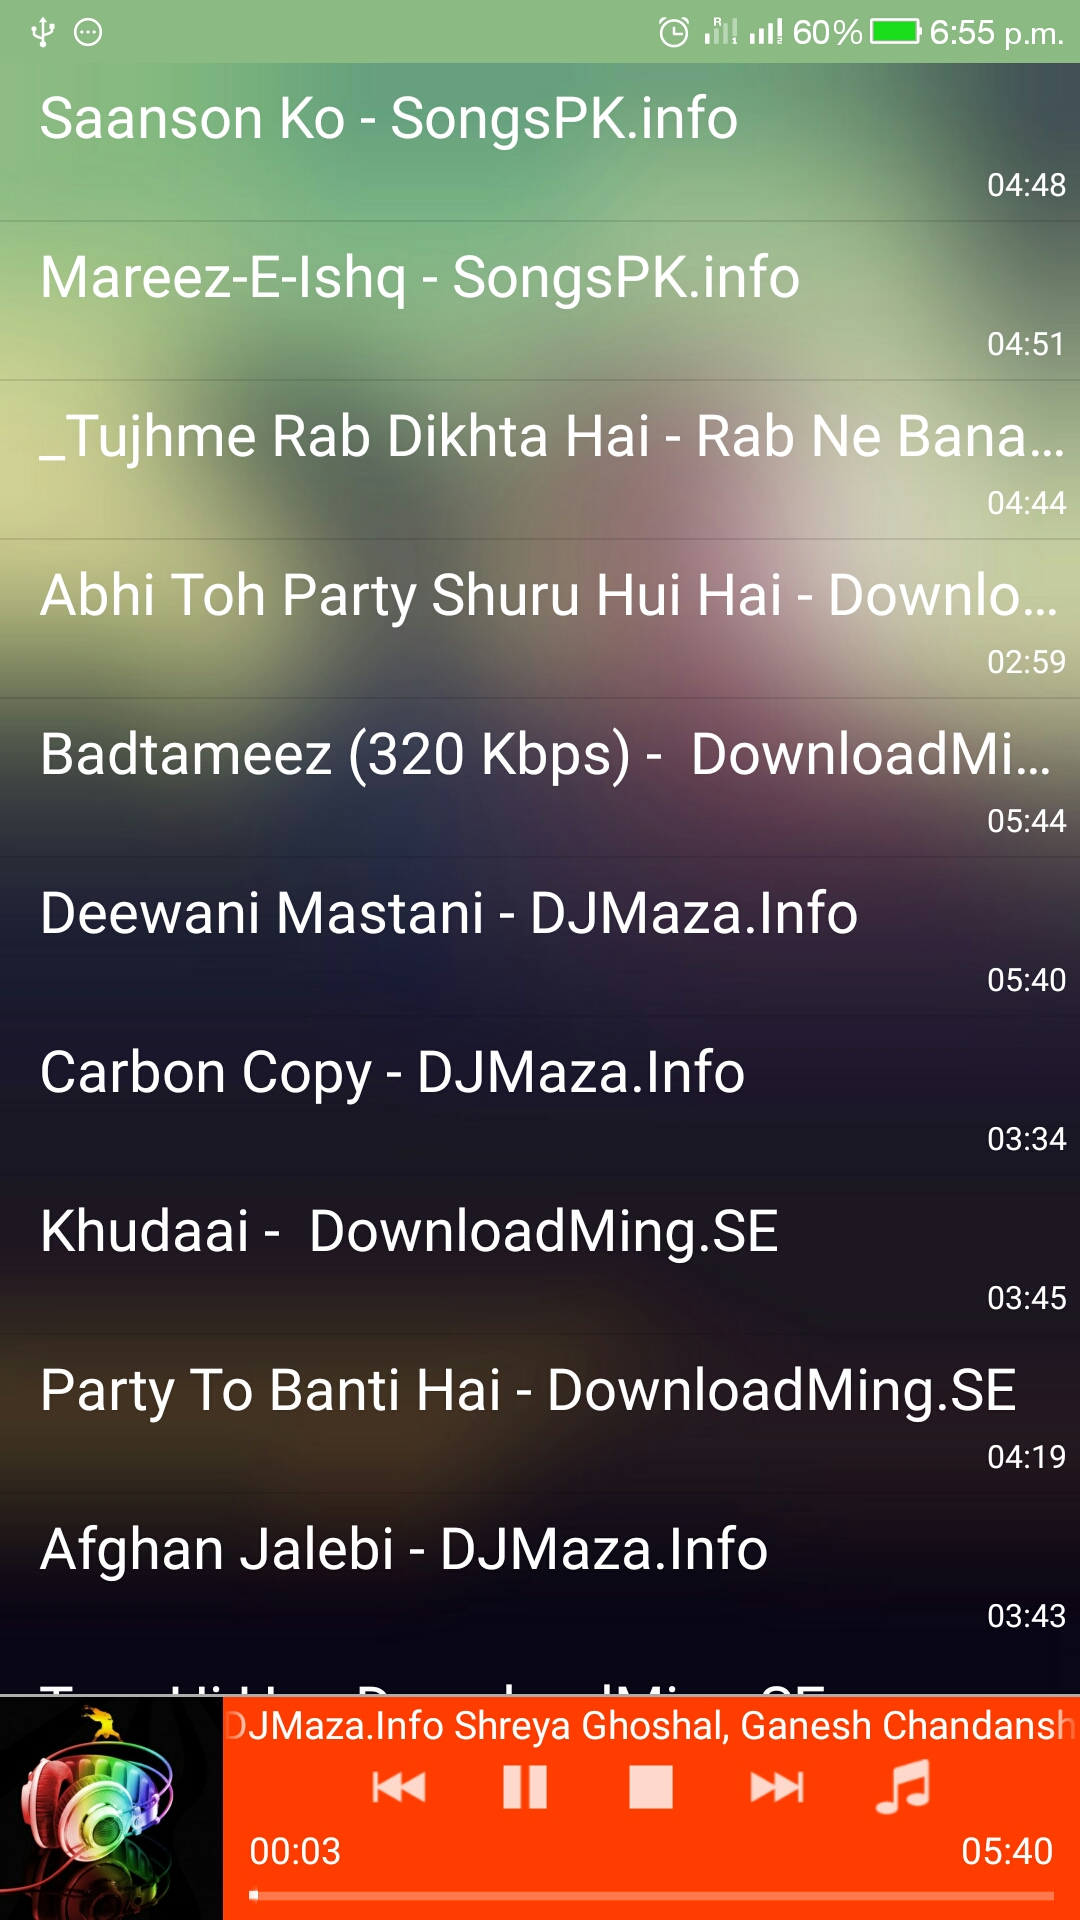 60% 6:55 p.m.
Saanson Ko - SongsPK.info
04:48
Mareez-E-Ishq - SongsPK.info
04:51
_Tujhme Rab Dikhta Hai - Rab Ne Bana...
04:44
Abhi Toh Party Shuru Hui Hai - Downlo...
02:59
Badtameez (320 Kbps) -  DownloadMi...
05:44
Deewani Mastani - DJMaza.Info
05:40
Carbon Copy - DJMaza.Info
03:34
Khudaai -  DownloadMing.SE
03:45
Party To Banti Hai - DownloadMing.SE
04:19
Afghan Jalebi - DJMaza.Info
03:43
DJMaza.Info Shreya Ghoshal, Ganesh Chandansh
00:03 05:40